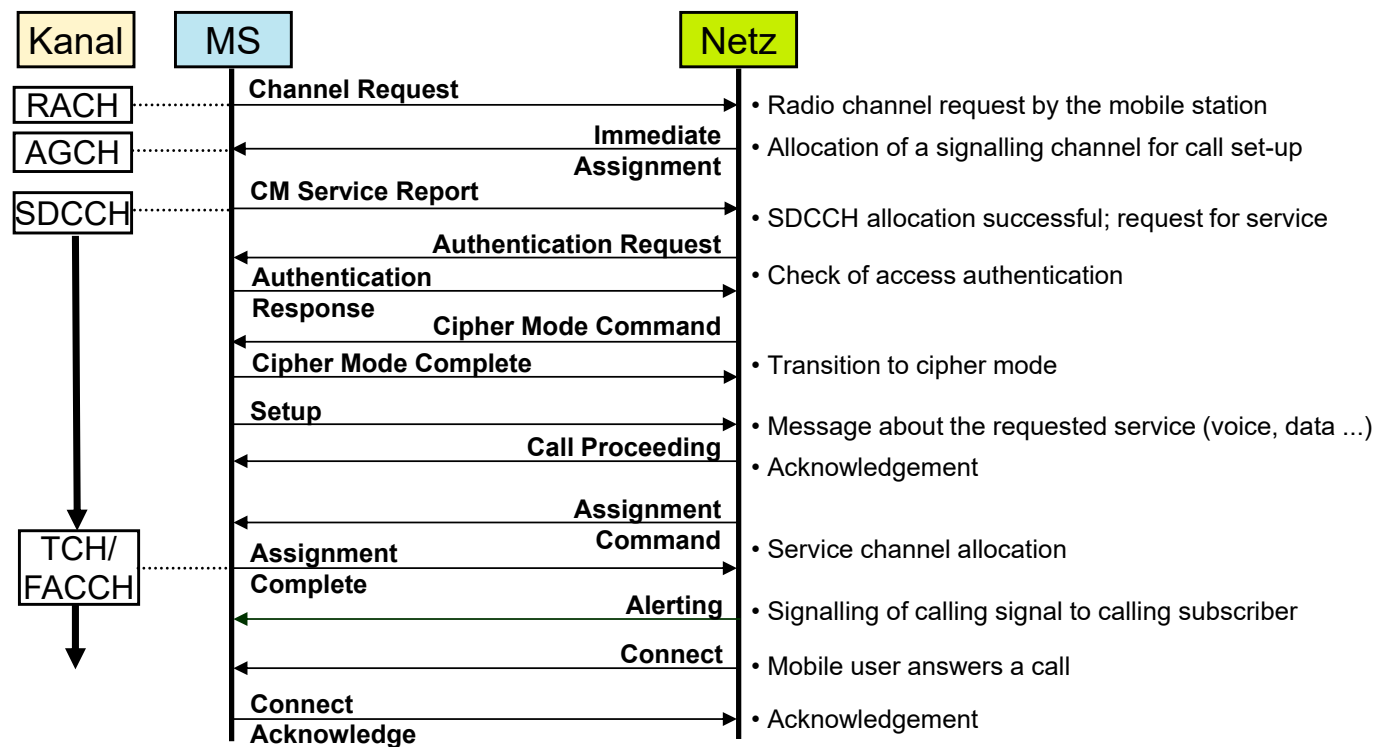 Kanal MS Netz
Channel Request
RACH
• Radio channel request by the mobile station
Immediate
Assignment
AGCH
• Allocation of a signalling channel for call set-up
CM Service Report
SDCCH
• SDCCH allocation successful; request for service
Authentication Request
Authentication
Response
• Check of access authentication
Cipher Mode Command
Cipher Mode Complete
• Transition to cipher mode
Setup
• Message about the requested service (voice, data ...)
Call Proceeding
• Acknowledgement
Assignment
Command
TCH/
FACCH
Assignment
Complete
• Service channel allocation
Alerting
• Signalling of calling signal to calling subscriber
Connect
• Mobile user answers a call
Connect
Acknowledge
• Acknowledgement